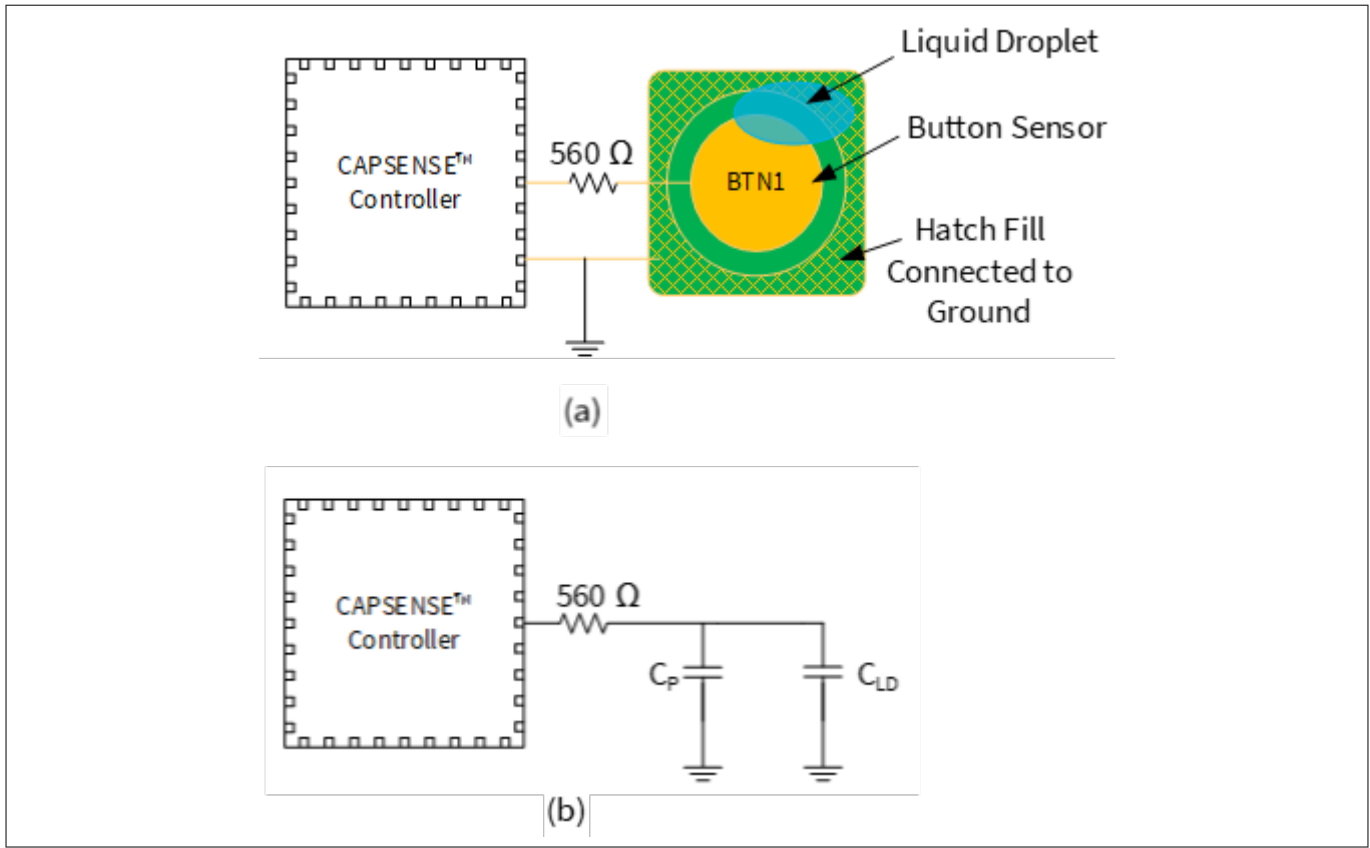 Liquid Droplet
Button Sensor
CAPSENSE™
Controller
560 Ω
BTN1
Hatch Fill
Connected to
Ground
(a)
CAPSENSE™
Controller
560 Ω
CP
CLD
(b)